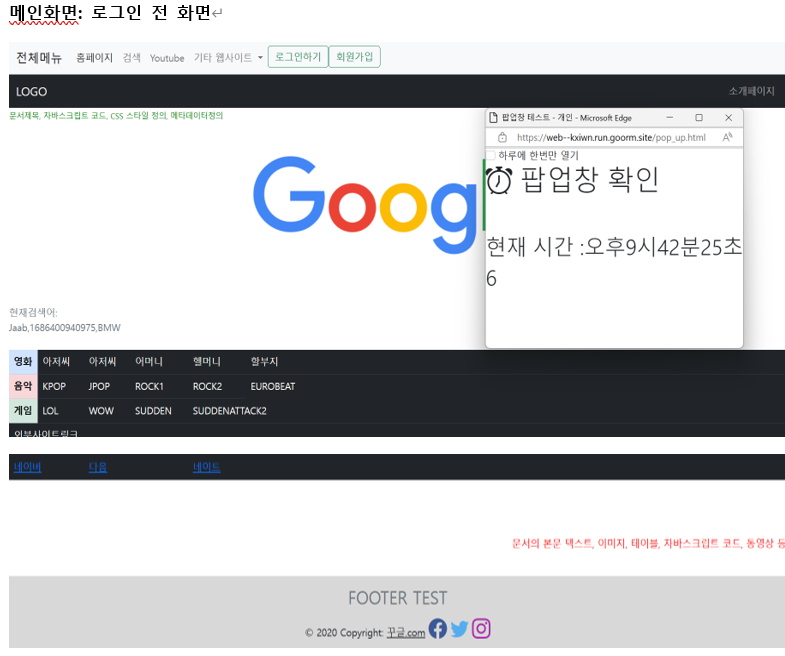 메인화면: 로그인 전 화면
전체메뉴 홈페이지 검색 Youtube 기타 웹사이트 로그인하기 회원가입
LOGO 소개페이지
문서제목, 자바스크립트 코드, CSS 스타일 정의, 메타데이터정의
팝업창 테스트 - 개인 - Microsoft Edge
https://web--kxiwn.run.goorm.site/pop_up.html
하루에 한번만 열기
팝업창 확인
현재 시간 :오후9시42분25초
6
Goog
현재검색어:
Jaab,1686400940975,BMW
영화 아저씨 아저씨 어머니 헬머니 할부지
음악 KPOP JPOP ROCK1 ROCK2 EUROBEAT
게임 LOL WOW SUDDEN SUDDENATTACK2
외부사이트링크
네이버 디음 네이트
문서의 본문 텍스트, 이미지, 테이블, 자바스크립트 코드, 동영상 등
FOOTER TEST
© 2020 Copyright: 꾸글.com